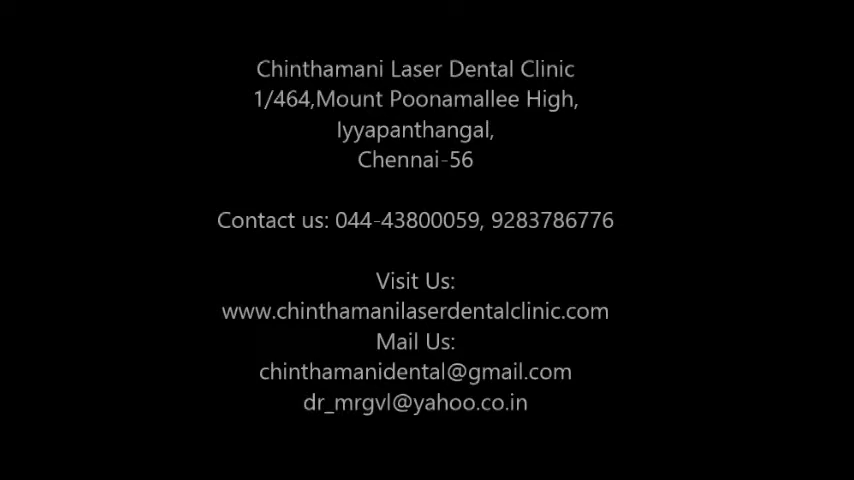 Chinthamani Laser Dental Clinic
1/464,Mount Poonamallee High,
Iyyapanthangal,
Chennai-56
Contact us: 044-43800059, 9283786776
Visit Us:
www.chinthamanilaserdentalclinic.com
Mail Us:
chinthamanidental@gmail.com
dr_mrgvl@yahoo.co.in